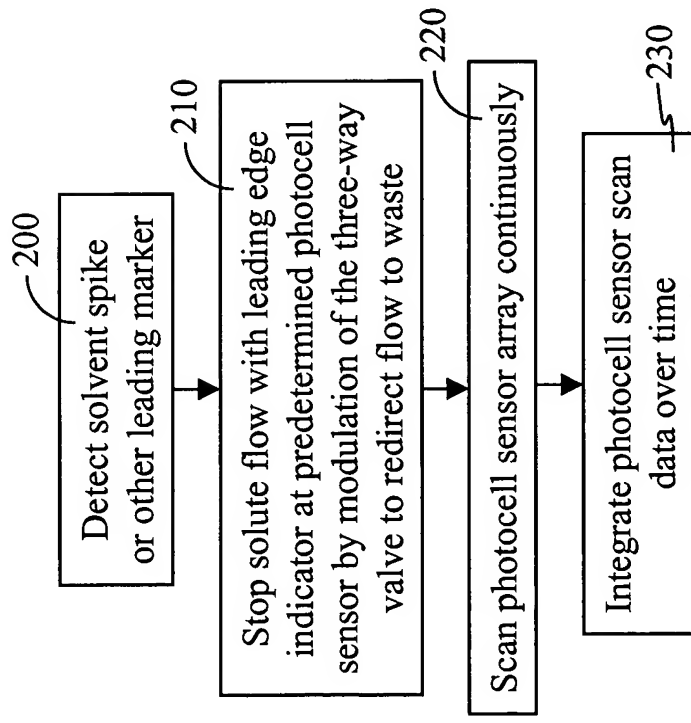 200
Detect solvent spike
or other leading marker
210
Stop solute flow with leading edge
indicator at predetermined photocell
sensor by modulation of the three-way
valve to redirect flow to waste
220
Scan photocell sensor array continuously
230
Integrate photocell sensor scan
data over time